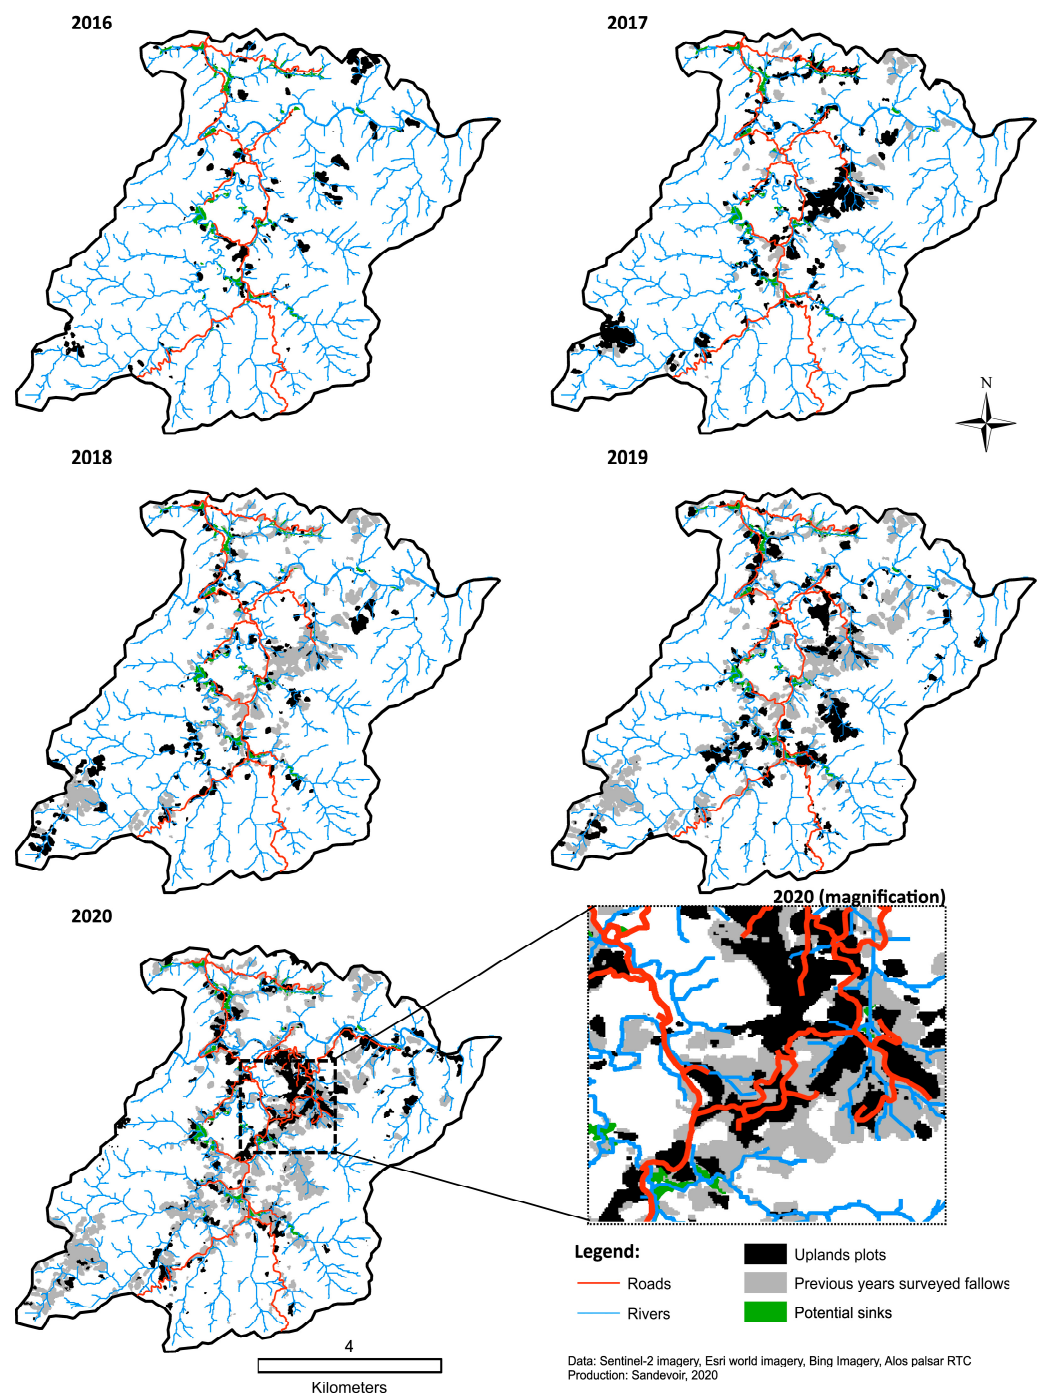 2016
2017
N
2018
2019
2020
2020 (magnification)
Legend:
Roads
Rivers
Uplands plots
Previous years surveyed fallows
Potential sinks
4
Kilometers
Data: Sentinel-2 imagery, Esri world imagery, Bing Imagery, Alos palsar RTC
Production: Sandevoir, 2020